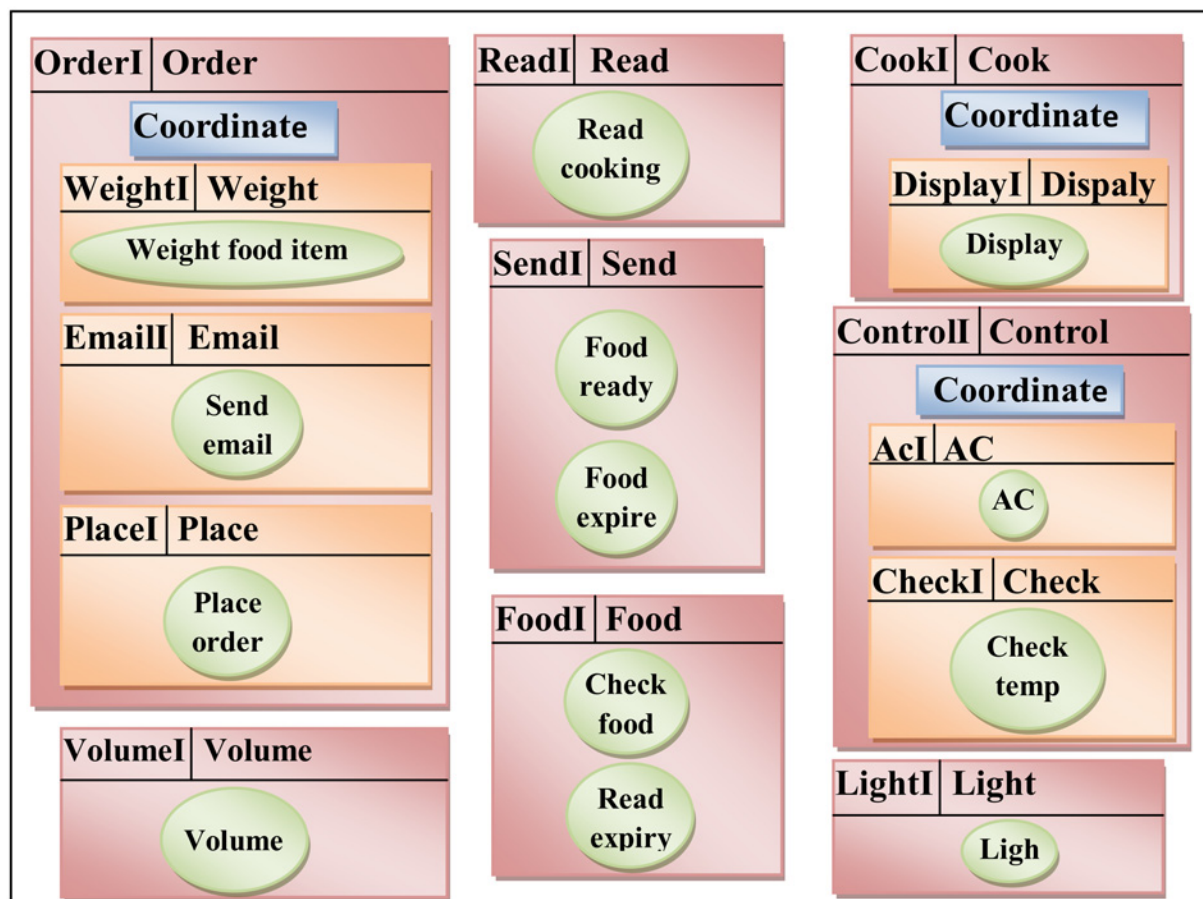 OrderI Order
Coordinate
WeightI Weight
Weight food item
EmailI Email
Send
email
PlaceI Place
Place
order
VolumeI Volume
Volume
ReadI Read
Read
cooking
SendI Send
Food
ready
Food
expire
FoodI Food
Check
food
Read
expiry
CookI Cook
Coordinate
DisplayI Dispaly
Display
ControlI Control
Coordinate
AcI AC
AC
CheckI Check
Check
temp
LightI Light
Ligh